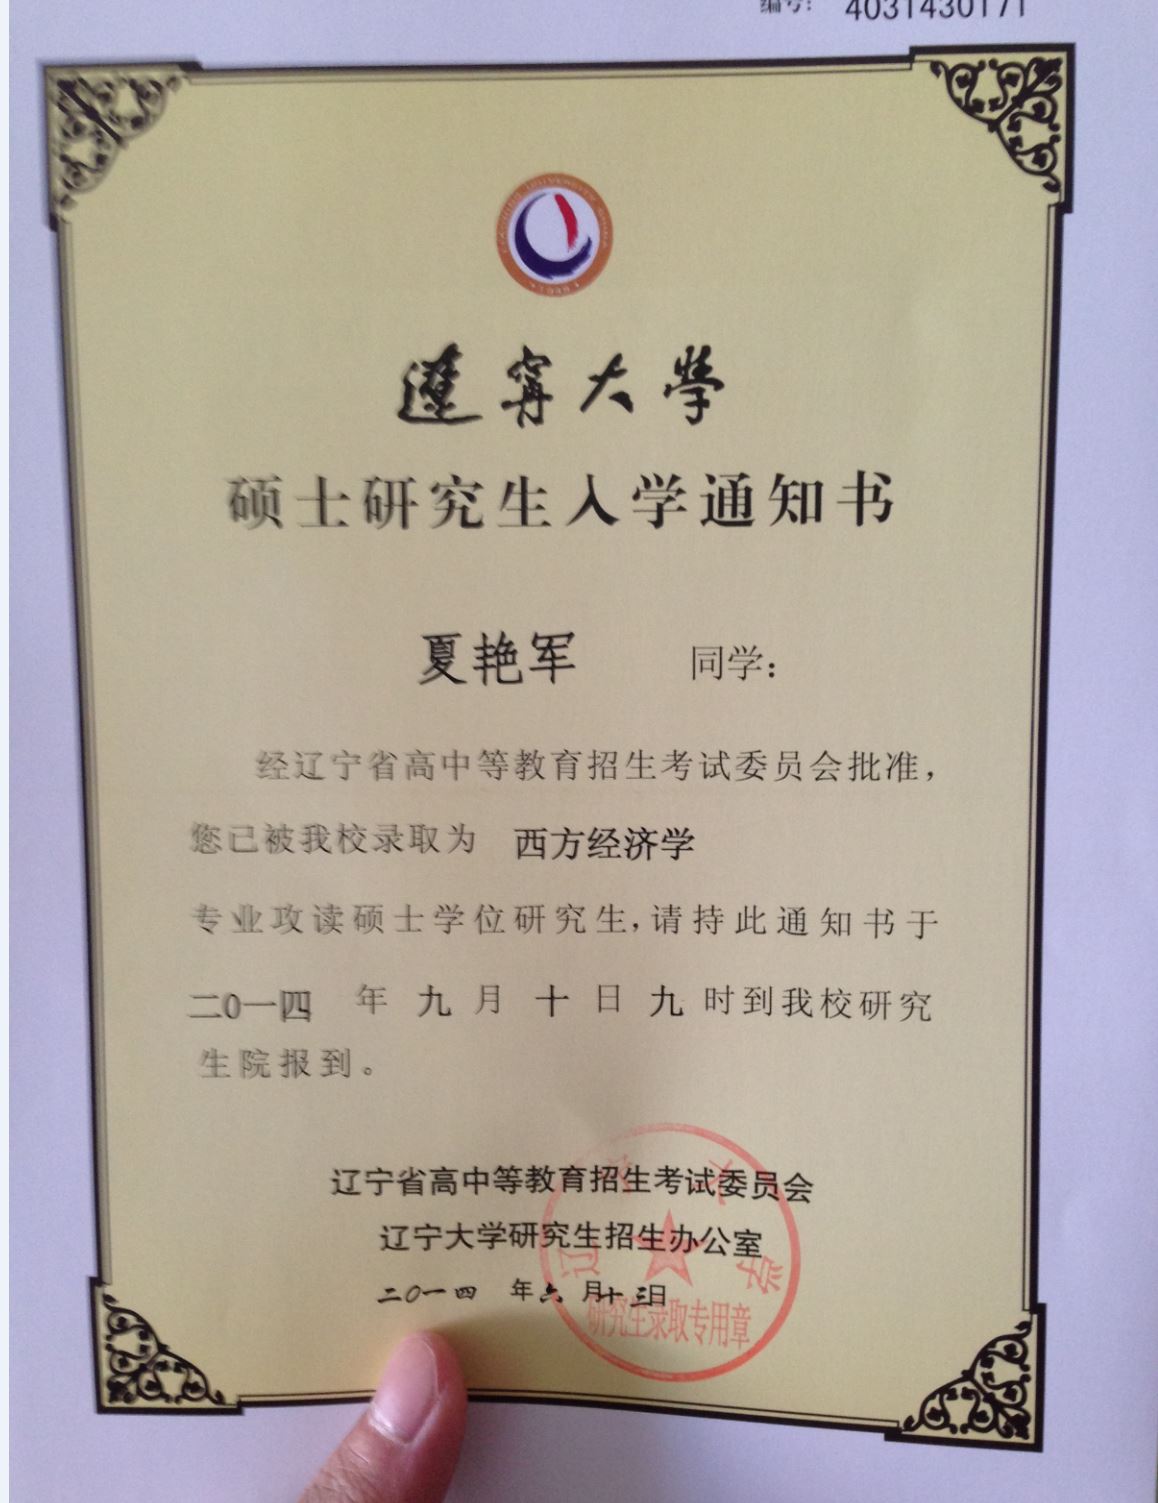 编号: 4031430171
LIAONING UNIVERSITY CHINA
遼寧大學
硕士研究生入学通知书
夏艳军 同学:
经辽宁省高中等教育招生考试委员会批准,
您已被我校录取为 西方经济学
专业攻读硕士学位研究生,请持此通知书于
二0一四 年 九 月 十 日 九 时到我校研究
生院报到。
辽宁省高中等教育招生考试委员会
辽宁大学研究生招生办公室
二0一四 年六 月十三日
辽宁大学
研究生录取专用章